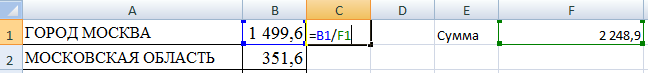 A B C D E F
1 ГОРОД МОСКВА 1 499,6 =B1/F1 Сумма 2 248,9
2 МОСКОВСКАЯ ОБЛАСТЬ 351,6